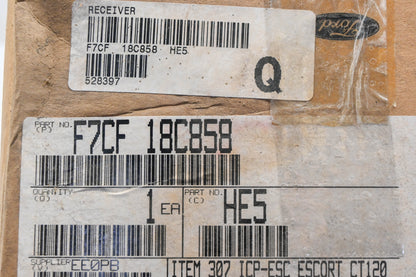 RECEIVER
Ford
F7CF 18C858 HE5
528397
Q
PART NO.
(P)
F7CF 18C858
QUANTITY
(Q)
1 EA
PART NO.
(C)
HE5
SUPPLIER
(V)
EE0PB
ITEM 307 ICP-ESC ESCORT CT120